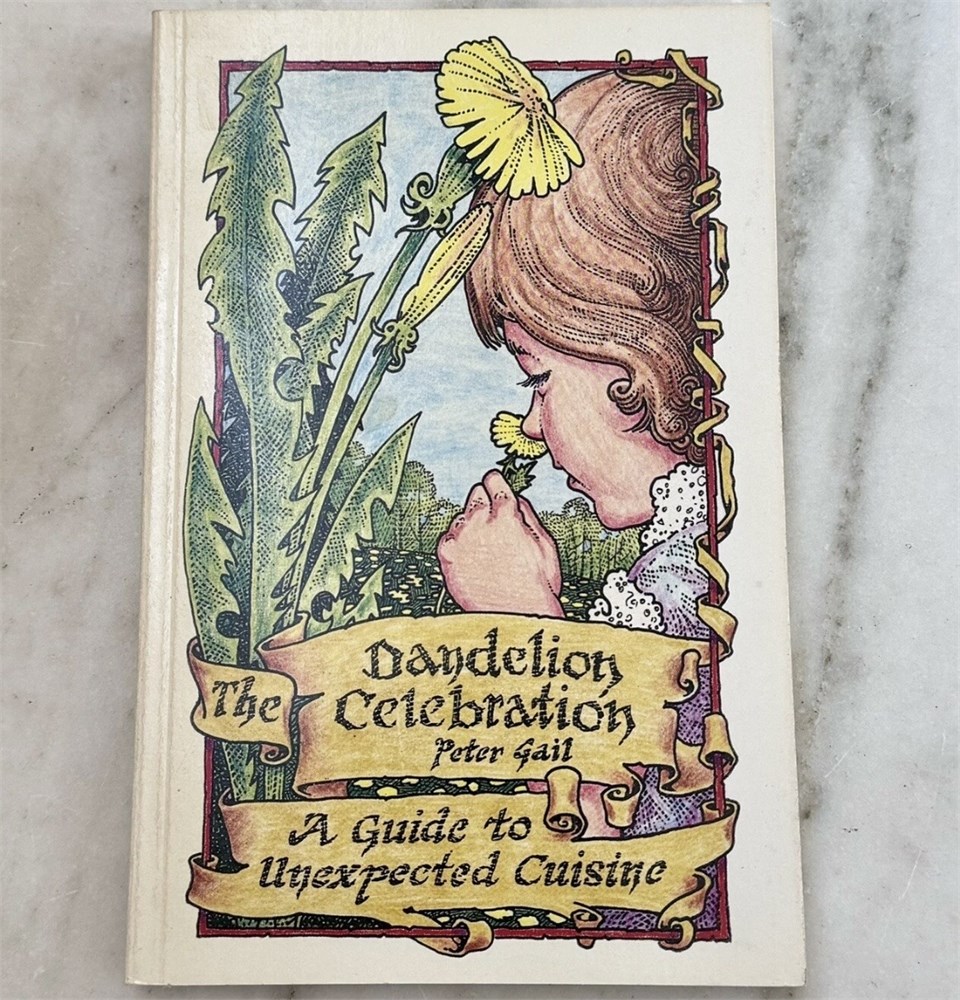 The
Dandelion
Celebration
Peter Gail
A Guide to
Unexpected Cuisine